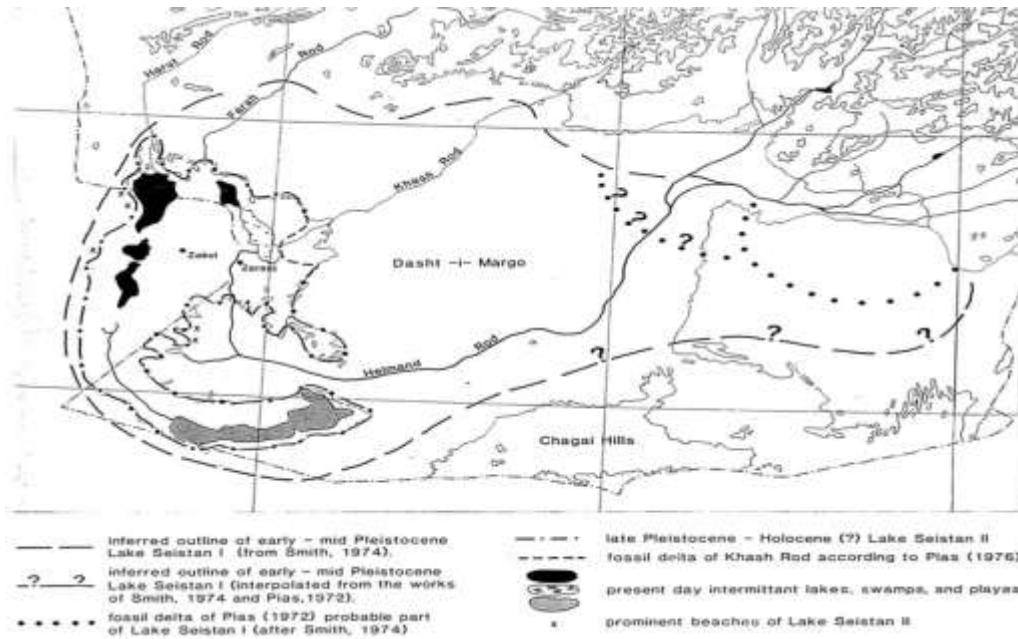 Harut Rod
Farah Rod
Khash Rod
Zabol
Zaranj
Dasht -i- Margo
?
?
?
?
?
Helmand Rod
?
Chagai Hills
inferred outline of early - mid Pleistocene
Lake Seistan I (from Smith, 1974).
inferred outline of early - mid Pleistocene
Lake Seistan I (interpolated from the works
of Smith, 1974 and Plas,1972).
fossil delta of Plas (1972) probable part
of Lake Seistan I (after Smith, 1974)
late Pleistocene - Holocene (?) Lake Seistan II
fossil delta of Khash Rod according to Plas (1976)
present day intermittant lakes, swamps, and playas
prominent beaches of Lake Seistan II